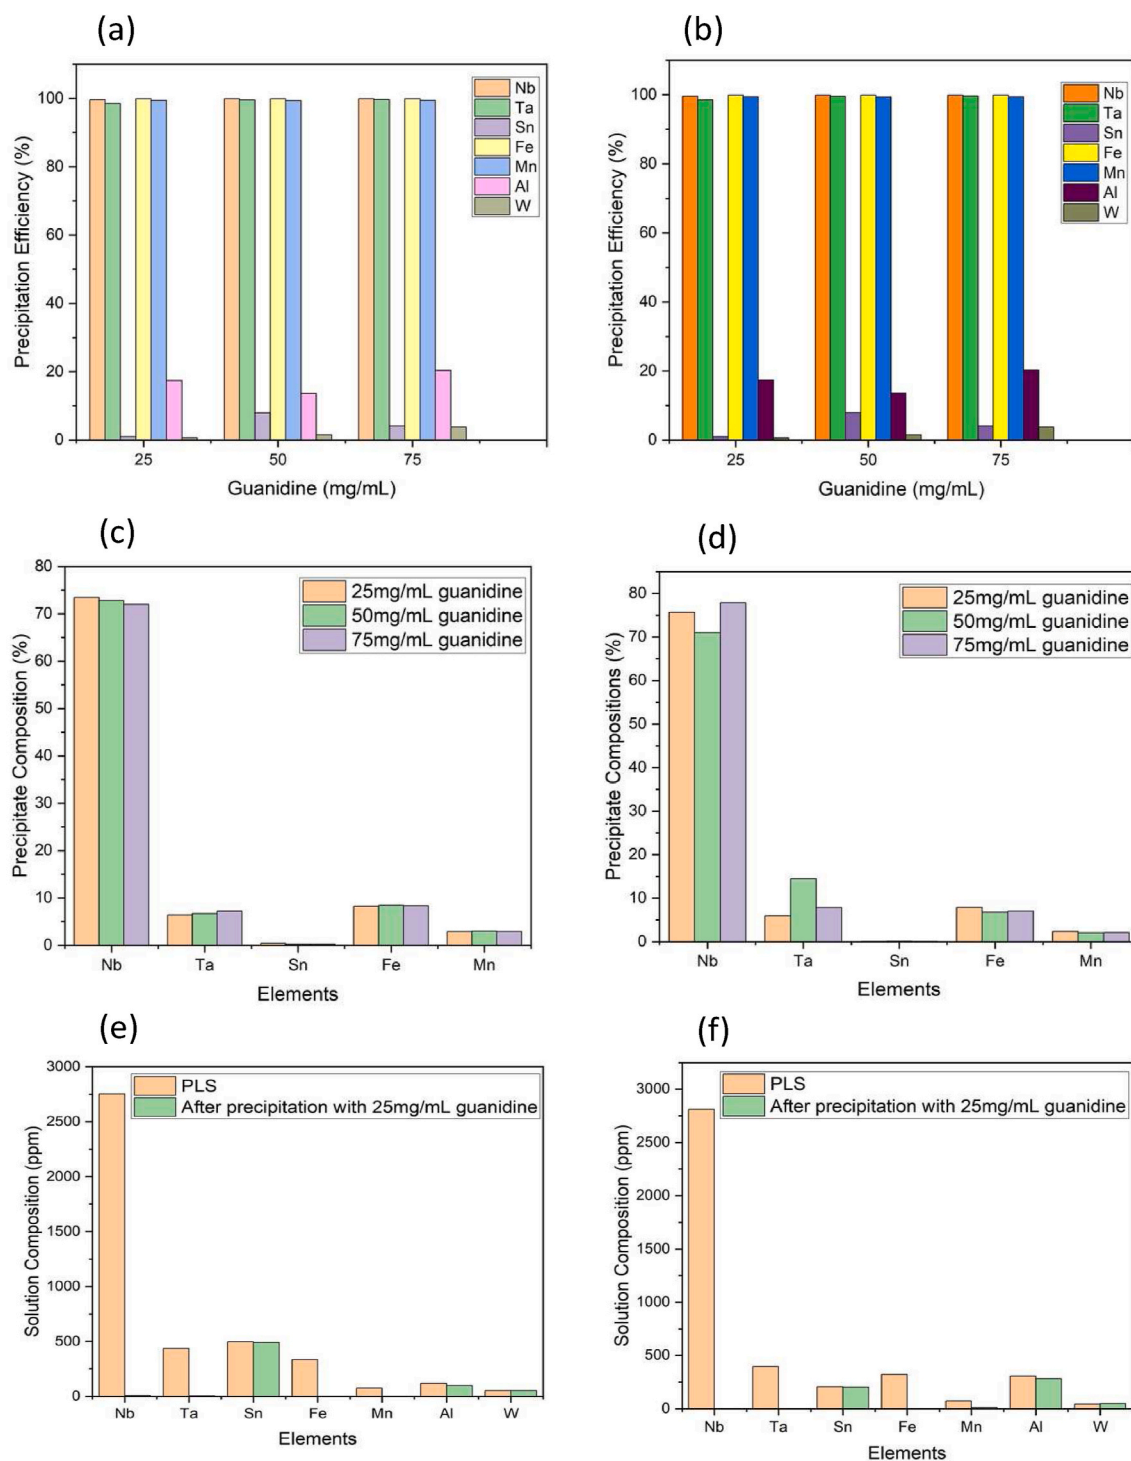 (a)
Precipitation Efficiency (%)
100
80
60
40
20
0
Nb
Ta
Sn
Fe
Mn
Al
W
25
50
75
Guanidine (mg/mL)
(b)
Precipitation Efficiency (%)
100
80
60
40
20
0
Nb
Ta
Sn
Fe
Mn
Al
W
25
50
75
Guanidine (mg/mL)
(c)
Precipitate Composition (%)
80
70
60
50
40
30
20
10
0
25mg/mL guanidine
50mg/mL guanidine
75mg/mL guanidine
Nb
Ta
Sn
Fe
Mn
Elements
(d)
Precipitate Compositions (%)
80
70
60
50
40
30
20
10
0
25mg/mL guanidine
50mg/mL guanidine
75mg/mL guanidine
Nb
Ta
Sn
Fe
Mn
Elements
(e)
Solution Composition (ppm)
3000
2500
2000
1500
1000
500
0
PLS
After precipitation with 25mg/mL guanidine
Nb
Ta
Sn
Fe
Mn
Al
W
Elements
(f)
Solution Composition (ppm)
3000
2500
2000
1500
1000
500
0
PLS
After precipitation with 25mg/mL guanidine
Nb
Ta
Sn
Fe
Mn
Al
W
Elements